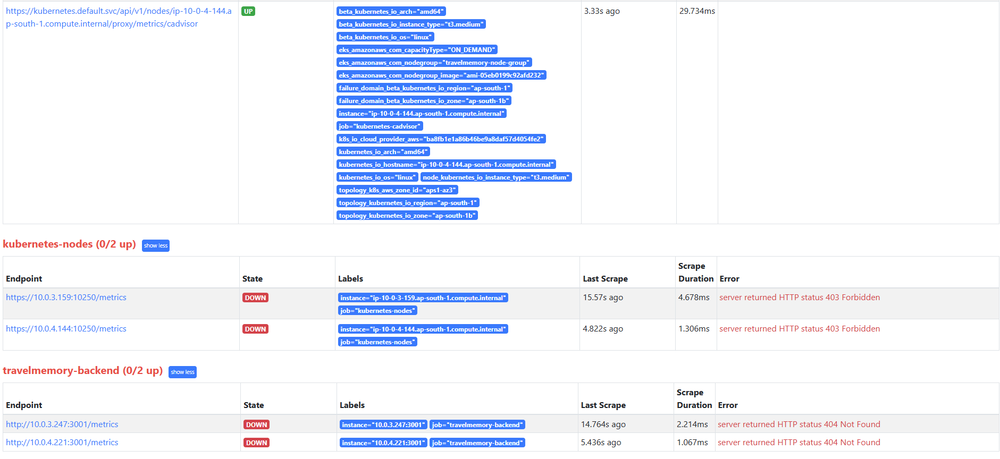 https://kubernetes.default.svc/api/v1/nodes/ip-10-0-4-144.a
p-south-1.compute.internal/proxy/metrics/cadvisor
UP
beta_kubernetes_io_arch="amd64"
beta_kubernetes_io_instance_type="t3.medium"
beta_kubernetes_io_os="linux"
eks_amazonaws_com_capacityType="ON_DEMAND"
eks_amazonaws_com_nodegroup="travelmemory-node-group"
eks_amazonaws_com_nodegroup_image="ami-05eb0199c92afd232"
failure_domain_beta_kubernetes_io_region="ap-south-1"
failure_domain_beta_kubernetes_io_zone="ap-south-1b"
instance="ip-10-0-4-144.ap-south-1.compute.internal"
job="kubernetes-cadvisor"
k8s_io_cloud_provider_aws="ba8fb1e1a86b46be9a8daf57d4054fe2"
kubernetes_io_arch="amd64"
kubernetes_io_hostname="ip-10-0-4-144.ap-south-1.compute.internal"
kubernetes_io_os="linux" node_kubernetes_io_instance_type="t3.medium"
topology_k8s_aws_zone_id="aps1-az3"
topology_kubernetes_io_region="ap-south-1"
topology_kubernetes_io_zone="ap-south-1b"
3.33s ago
29.734ms
kubernetes-nodes (0/2 up) show less
Endpoint State Labels Last Scrape Scrape Duration Error
https://10.0.3.159:10250/metrics DOWN instance="ip-10-0-3-159.ap-south-1.compute.internal" 15.57s ago 4.678ms server returned HTTP status 403 Forbidden
job="kubernetes-nodes"
https://10.0.4.144:10250/metrics DOWN instance="ip-10-0-4-144.ap-south-1.compute.internal" 4.822s ago 1.306ms server returned HTTP status 403 Forbidden
job="kubernetes-nodes"
travelmemory-backend (0/2 up) show less
Endpoint State Labels Last Scrape Scrape Duration Error
http://10.0.3.247:3001/metrics DOWN instance="10.0.3.247:3001" job="travelmemory-backend" 14.764s ago 2.214ms server returned HTTP status 404 Not Found
http://10.0.4.221:3001/metrics DOWN instance="10.0.4.221:3001" job="travelmemory-backend" 5.436s ago 1.067ms server returned HTTP status 404 Not Found